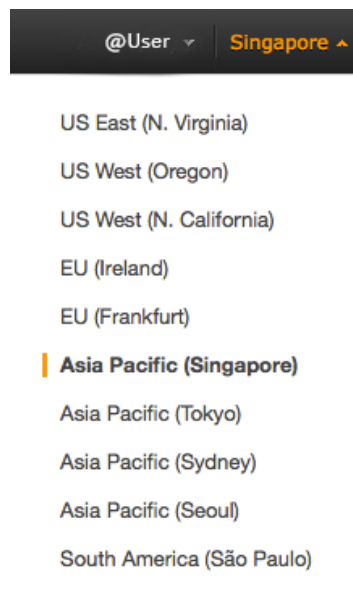 @User Singapore
US East (N. Virginia)
US West (Oregon)
US West (N. California)
EU (Ireland)
EU (Frankfurt)
Asia Pacific (Singapore)
Asia Pacific (Tokyo)
Asia Pacific (Sydney)
Asia Pacific (Seoul)
South America (São Paulo)